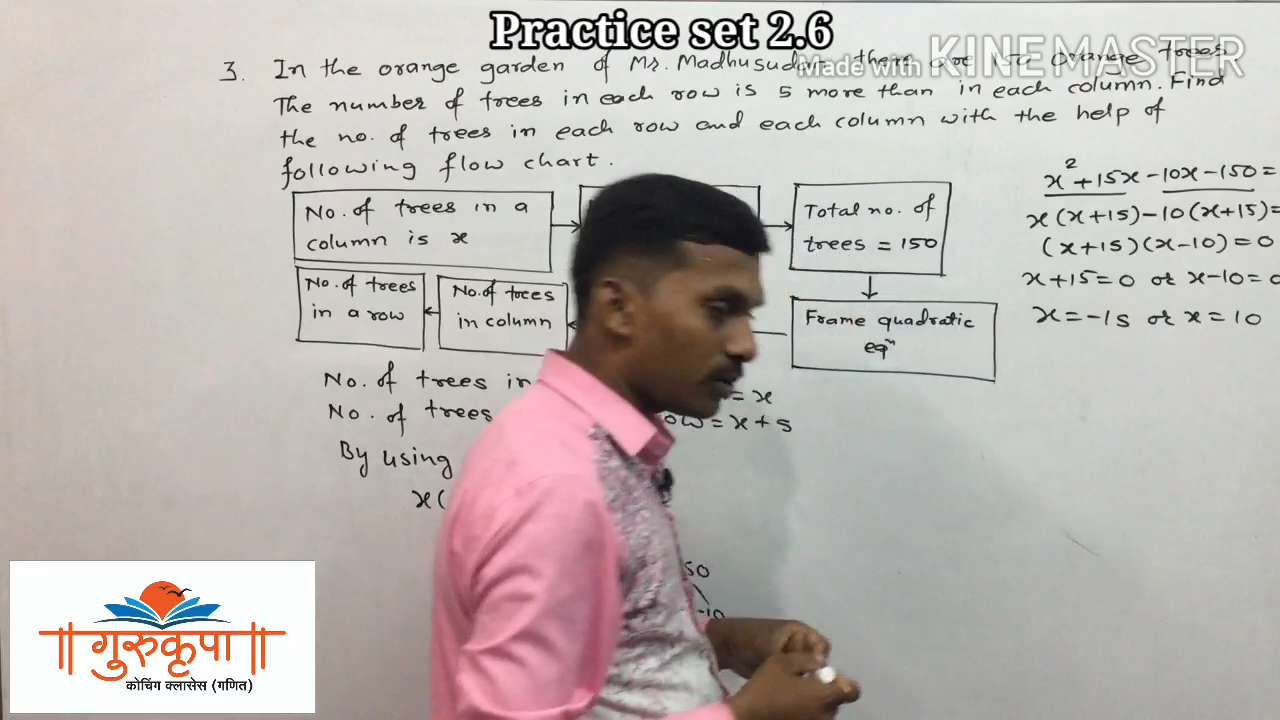 Practice set 2.6
Made with KINEMASTER
3. In the orange garden of Mr. Madhusudan there are 150 orange trees
The number of trees in each row is 5 more than in each column. Find
the no. of trees in each row and each column with the help of
following flow chart.
No. of trees in a
column is x
Total no. of
trees = 150
Frame quadratic
eqⁿ
No. of trees
in column
No. of trees
in a row
No. of trees in
= x
No. of trees
= x + 5
By using
x(
50
-10
x² + 15x - 10x - 150 =
x(x+15) - 10(x+15) =
(x+15)(x-10) = 0
x+15=0 or x-10=0
x = -15 or x = 10
॥ गुरुकृपा ॥
कोचिंग क्लासेस (गणित)